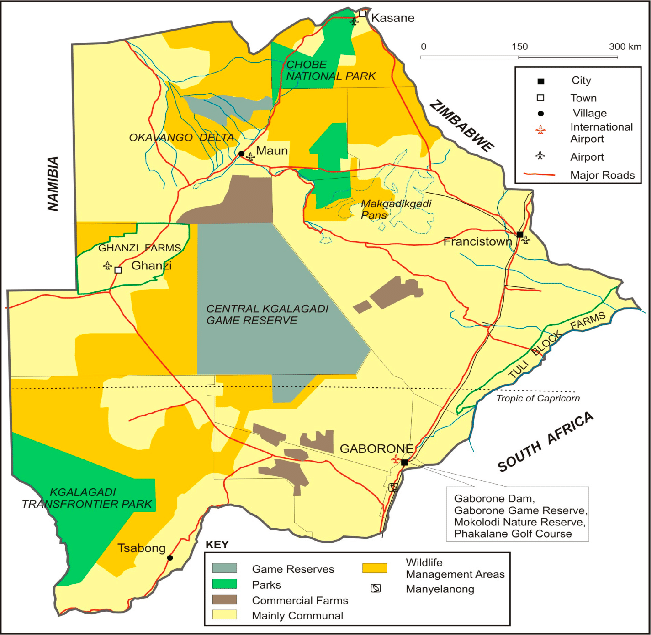 Kasane
0 150 300 km
CHOBE
NATIONAL PARK
City
Town
Village
International
Airport
Airport
Major Roads
ZIMBABWE
OKAVANGO DELTA
Maun
NAMIBIA
Makgadikgadi
Pans
Francistown
GHANZI FARMS
Ghanzi
CENTRAL KGALAGADI
GAME RESERVE
TULI BLOCK FARMS
Tropic of Capricorn
SOUTH AFRICA
GABORONE
KGALAGADI
TRANSFRONTIER PARK
Gaborone Dam,
Gaborone Game Reserve,
Mokolodi Nature Reserve,
Phakalane Golf Course
Tsabong
KEY
Game Reserves
Parks
Commercial Farms
Mainly Communal
Wildlife
Management Areas
Manyelanong